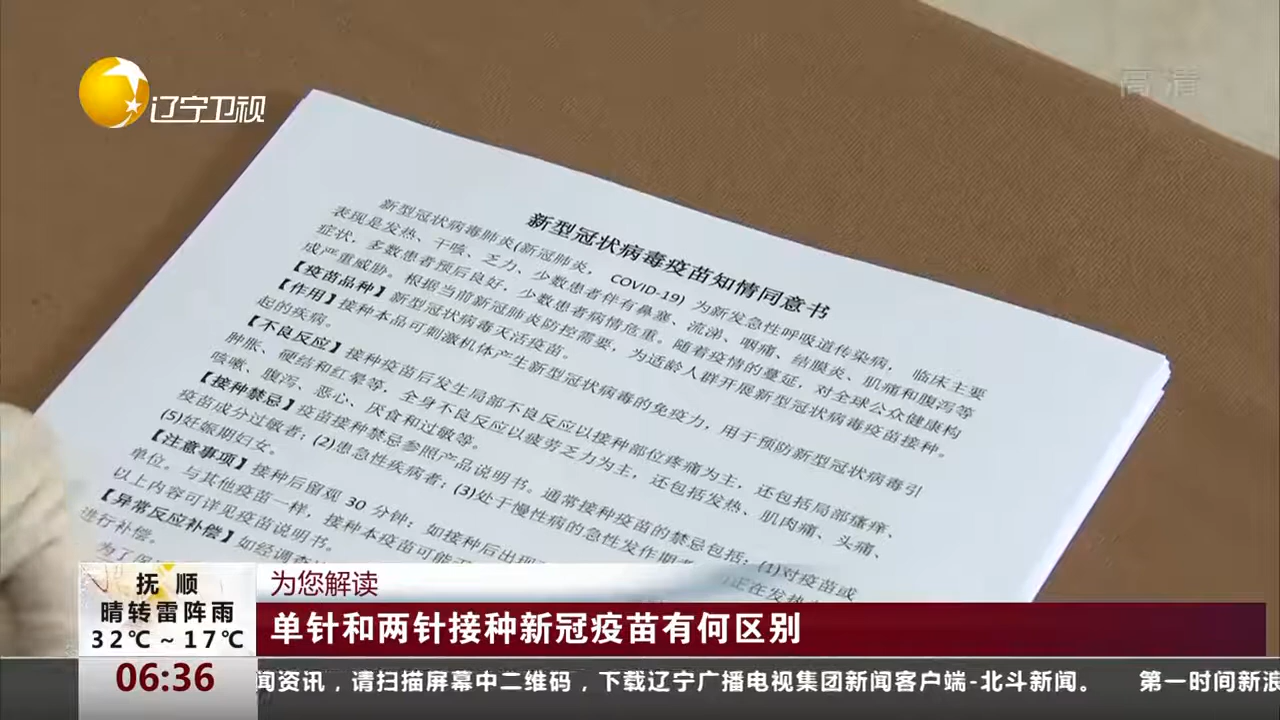 辽宁卫视
高清
新型冠状病毒疫苗知情同意书
新型冠状病毒肺炎(新冠肺炎， COVID-19) 为新发急性呼吸道传染病， 临床主要
表现是发热、干咳、乏力、少数患者伴有鼻塞、流涕、咽痛、结膜炎、肌痛和腹泻等
症状，多数患者预后良好，少数患者病情危重。随着疫情的蔓延，对全球公众健康构
成严重威胁。根据当前新冠肺炎防控需要，为适龄人群开展新型冠状病毒疫苗接种。
【疫苗品种】新型冠状病毒灭活疫苗。
【作用】接种本品可刺激机体产生新型冠状病毒的免疫力，用于预防新型冠状病毒引
起的疾病。
【不良反应】接种疫苗后发生局部不良反应以接种部位疼痛为主，还包括局部瘙痒、
肿胀、硬结和红晕等，全身不良反应以疲劳乏力为主，还包括发热、肌肉痛、头痛、
咳嗽、腹泻、恶心、厌食和过敏等。
【接种禁忌】疫苗接种禁忌参照产品说明书。通常接种疫苗的禁忌包括：(1)对疫苗或
疫苗成分过敏者；(2)患急性疾病者；(3)处于慢性病的急性发作期者 正在发热
(5)妊娠期妇女。
【注意事项】接种后留观 30 分钟；如接种后出现
单位。与其他疫苗一样，接种本疫苗可能
以上内容可详见疫苗说明书。
【异常反应补偿】如经调查
进行补偿。
抚 顺
晴转雷阵雨
32℃～17℃
06:36
为您解读
单针和两针接种新冠疫苗有何区别
闻资讯，请扫描屏幕中二维码，下载辽宁广播电视集团新闻客户端-北斗新闻。 第一时间新浪